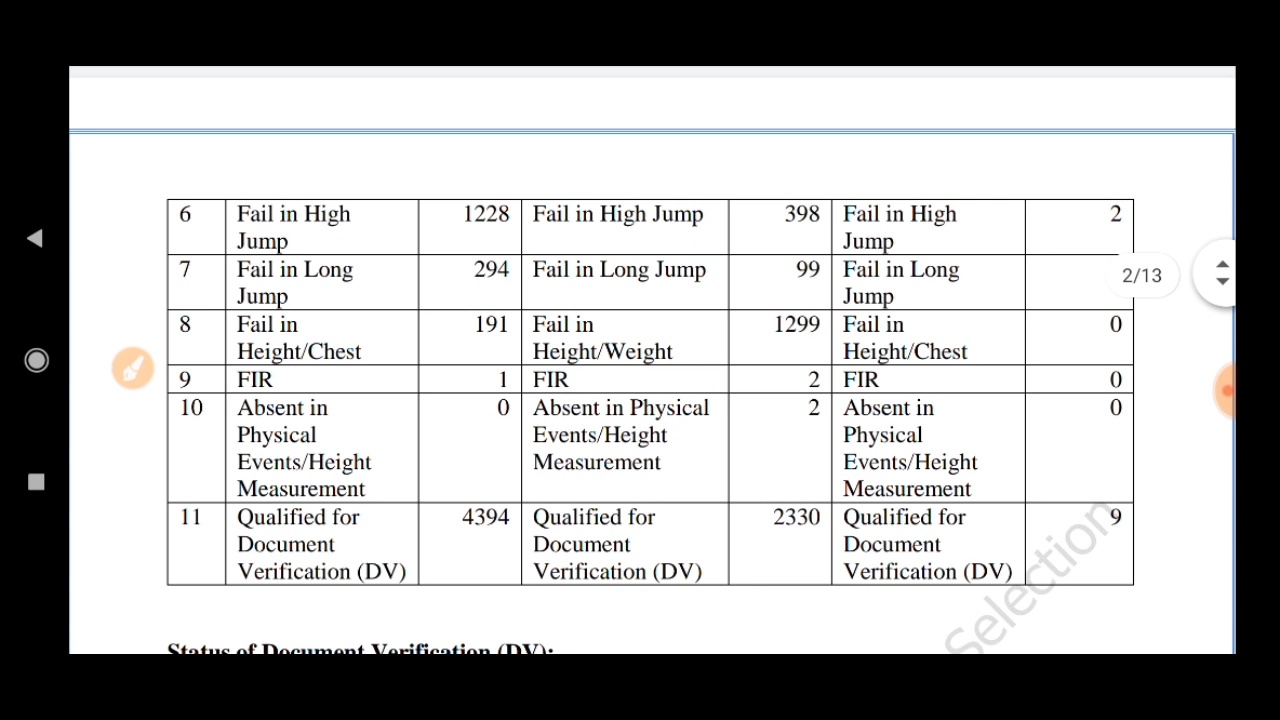 6 Fail in High 1228 Fail in High Jump 398 Fail in High 2
Jump Jump
7 Fail in Long 294 Fail in Long Jump 99 Fail in Long
Jump Jump
2/13
8 Fail in 191 Fail in 1299 Fail in 0
Height/Chest Height/Weight Height/Chest
9 FIR 1 FIR 2 FIR 0
10 Absent in 0 Absent in Physical 2 Absent in 0
Physical Events/Height Physical
Events/Height Measurement Events/Height
Measurement Measurement
11 Qualified for 4394 Qualified for 2330 Qualified for 9
Document Document Document
Verification (DV) Verification (DV) Verification (DV)
Selection
Status of Document Verification (DV):